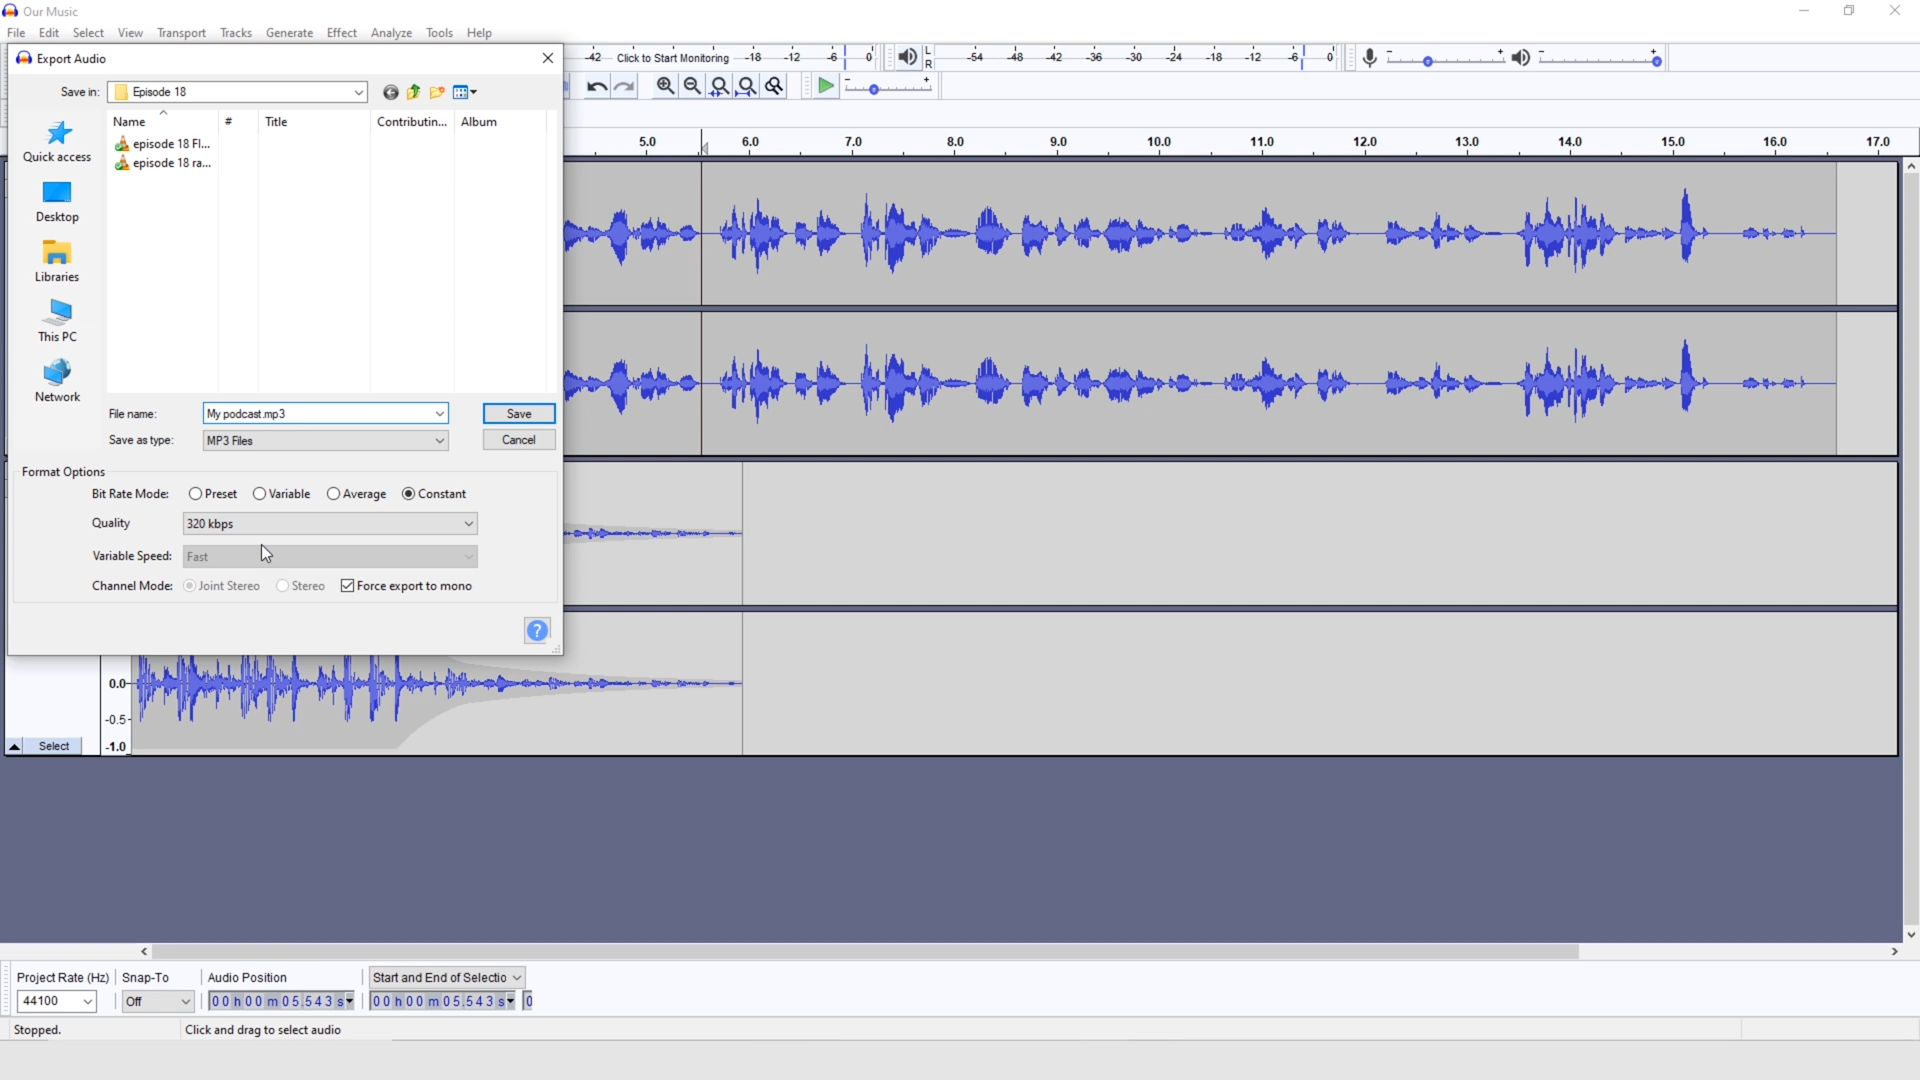 Our Music
File Edit Select View Transport Tracks Generate Effect Analyze Tools Help
Export Audio
-42 Click to Start Monitoring -18 -12 -6 0
L
R
-54 -48 -42 -36 -30 -24 -18 -12 -6 0
- +
- +
Save in: Episode 18
- +
Name # Title Contributin... Album
episode 18 Fl...
episode 18 ra...
5.0 6.0 7.0 8.0 9.0 10.0 11.0 12.0 13.0 14.0 15.0 16.0 17.0
Quick access
Desktop
Libraries
This PC
Network
File name: My podcast.mp3 Save
Save as type: MP3 Files Cancel
Format Options
Bit Rate Mode: Preset Variable Average Constant
Quality 320 kbps
Variable Speed: Fast
Channel Mode: Joint Stereo Stereo Force export to mono
?
0.0
-0.5
-1.0
Select
Project Rate (Hz) Snap-To Audio Position Start and End of Selectio
44100 Off 00 h 00 m 05.543 s 00 h 00 m 05.543 s 0
Stopped. Click and drag to select audio